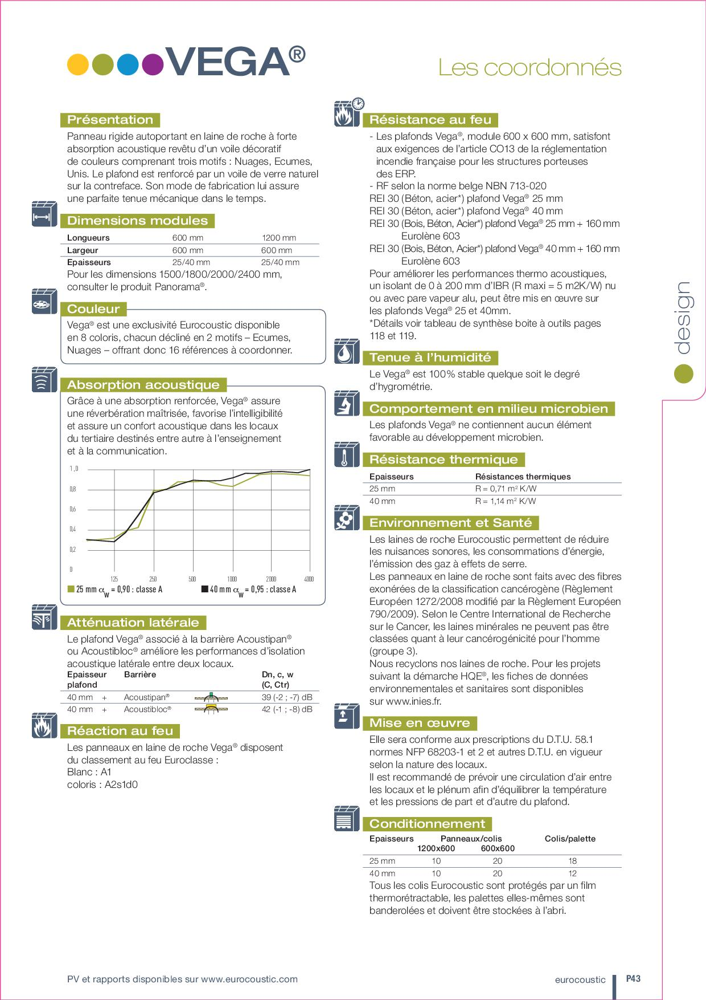 VEGA®
Les coordonnés
Présentation
Panneau rigide autoportant en laine de roche à forte
absorption acoustique revêtu d’un voile décoratif
de couleurs comprenant trois motifs : Nuages, Ecumes,
Unis. Le plafond est renforcé par un voile de verre naturel
sur la contreface. Son mode de fabrication lui assure
une parfaite tenue mécanique dans le temps.
Dimensions modules
Longueurs 600 mm 1200 mm
Largeur 600 mm 600 mm
Epaisseurs 25/40 mm 25/40 mm
Pour les dimensions 1500/1800/2000/2400 mm,
consulter le produit Panorama®.
Couleur
Vega® est une exclusivité Eurocoustic disponible
en 8 coloris, chacun décliné en 2 motifs – Ecumes,
Nuages – offrant donc 16 références à coordonner.
Absorption acoustique
Grâce à une absorption renforcée, Vega® assure
une réverbération maîtrisée, favorise l’intelligibilité
et assure un confort acoustique dans les locaux
du tertiaire destinés entre autre à l’enseignement
et à la communication.
1,0
0,8
0,6
0,4
0,2
0
125 250 500 1000 2000 4000
25 mm αw = 0,90 : classe A 40 mm αw = 0,95 : classe A
Atténuation latérale
Le plafond Vega® associé à la barrière Acoustipan®
ou Acoustibloc® améliore les performances d’isolation
acoustique latérale entre deux locaux.
Epaisseur Barrière Dn, c, w
plafond (C, Ctr)
40 mm + Acoustipan® 39 (-2 ; -7) dB
40 mm + Acoustibloc® 42 (-1 ; -8) dB
Réaction au feu
Les panneaux en laine de roche Vega® disposent
du classement au feu Euroclasse :
Blanc : A1
coloris : A2s1d0
Résistance au feu
- Les plafonds Vega®, module 600 x 600 mm, satisfont
aux exigences de l’article CO13 de la réglementation
incendie française pour les structures porteuses
des ERP.
- RF selon la norme belge NBN 713-020
REI 30 (Béton, acier*) plafond Vega® 25 mm
REI 30 (Béton, acier*) plafond Vega® 40 mm
REI 30 (Bois, Béton, Acier*) plafond Vega® 25 mm + 160 mm
Eurolène 603
REI 30 (Bois, Béton, Acier*) plafond Vega® 40 mm + 160 mm
Eurolène 603
Pour améliorer les performances thermo acoustiques,
un isolant de 0 à 200 mm d’IBR (R maxi = 5 m2K/W) nu
ou avec pare vapeur alu, peut être mis en œuvre sur
les plafonds Vega® 25 et 40mm.
*Détails voir tableau de synthèse boite à outils pages
118 et 119.
Tenue à l’humidité
Le Vega® est 100% stable quelque soit le degré
d’hygrométrie.
Comportement en milieu microbien
Les plafonds Vega® ne contiennent aucun élément
favorable au développement microbien.
Résistance thermique
Epaisseurs Résistances thermiques
25 mm R = 0,71 m² K/W
40 mm R = 1,14 m² K/W
Environnement et Santé
Les laines de roche Eurocoustic permettent de réduire
les nuisances sonores, les consommations d’énergie,
l’émission des gaz à effets de serre.
Les panneaux en laine de roche sont faits avec des fibres
exonérées de la classification cancérogène (Règlement
Européen 1272/2008 modifié par la Règlement Européen
790/2009). Selon le Centre International de Recherche
sur le Cancer, les laines minérales ne peuvent pas être
classées quant à leur cancérogénicité pour l’homme
(groupe 3).
Nous recyclons nos laines de roche. Pour les projets
suivant la démarche HQE®, les fiches de données
environnementales et sanitaires sont disponibles
sur www.inies.fr.
Mise en œuvre
Elle sera conforme aux prescriptions du D.T.U. 58.1
normes NFP 68203-1 et 2 et autres D.T.U. en vigueur
selon la nature des locaux.
Il est recommandé de prévoir une circulation d’air entre
les locaux et le plénum afin d’équilibrer la température
et les pressions de part et d’autre du plafond.
Conditionnement
Epaisseurs Panneaux/colis Colis/palette
1200x600 600x600
25 mm 10 20 18
40 mm 10 20 12
Tous les colis Eurocoustic sont protégés par un film
thermorétractable, les palettes elles-mêmes sont
banderolées et doivent être stockées à l’abri.
design
PV et rapports disponibles sur www.eurocoustic.com
eurocoustic P43